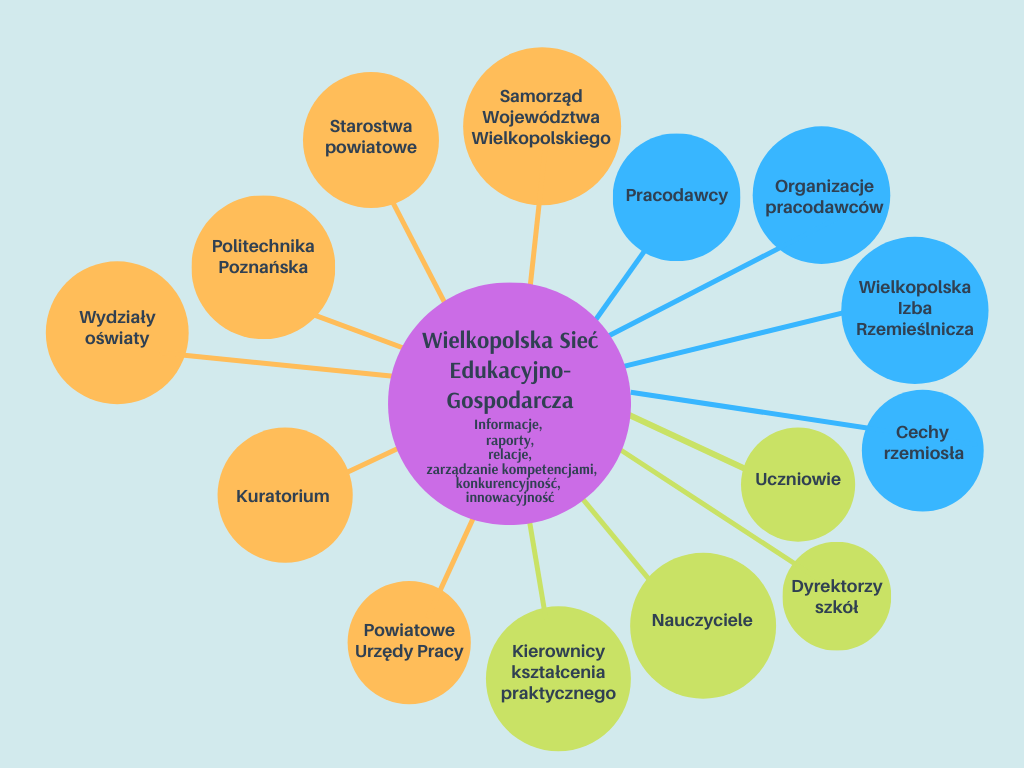 Samorząd
Województwa
Wielkopolskiego
Starostwa
powiatowe
Pracodawcy
Organizacje
pracodawców
Politechnika
Poznańska
Wielkopolska
Izba
Rzemieślnicza
Wydziały
oświaty
Wielkopolska Sieć
Edukacyjno-
Gospodarcza
Informacje,
raporty,
relacje,
zarządzanie kompetencjami,
konkurencyjność,
innowacyjność
Cechy
rzemiosła
Uczniowie
Kuratorium
Dyrektorzy
szkół
Nauczyciele
Powiatowe
Urzędy Pracy
Kierownicy
kształcenia
praktycznego